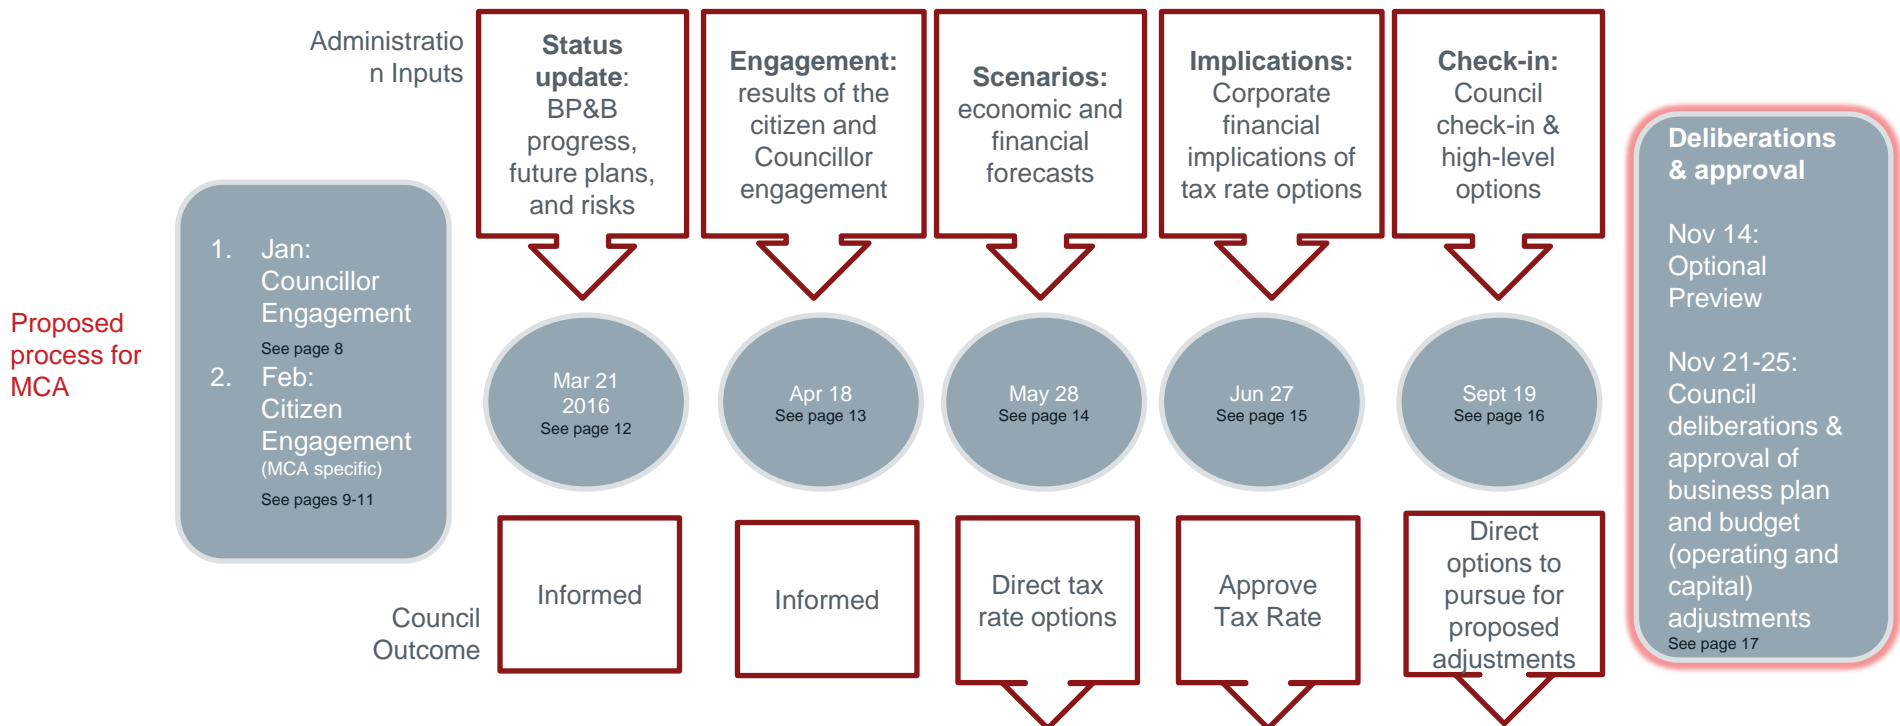 Administratio
n Inputs
Status
update:
BP&B
progress,
future plans,
and risks
Engagement:
results of the
citizen and
Councillor
engagement
Scenarios:
economic and
financial
forecasts
Implications:
Corporate
financial
implications of
tax rate options
Check-in:
Council
check-in &
high-level
options
Proposed
process for
MCA
1. Jan:
Councillor
Engagement
See page 8
2. Feb:
Citizen
Engagement
(MCA specific)
See pages 9-11
Mar 21
2016
See page 12
Apr 18
See page 13
May 28
See page 14
Jun 27
See page 15
Sept 19
See page 16
Deliberations
& approval
Nov 14:
Optional
Preview
Nov 21-25:
Council
deliberations &
approval of
business plan
and budget
(operating and
capital)
adjustments
See page 17
Council
Outcome
Informed
Informed
Direct tax
rate options
Approve
Tax Rate
Direct
options to
pursue for
proposed
adjustments